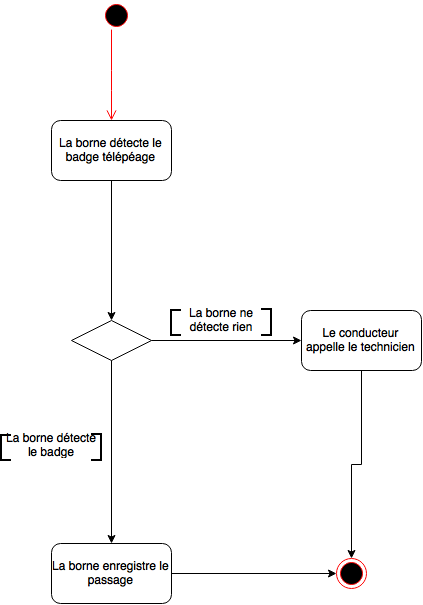 La borne détecte le
badge télépéage
La borne ne
détecte rien
Le conducteur
appelle le technicien
La borne détecte
le badge
La borne enregistre le
passage